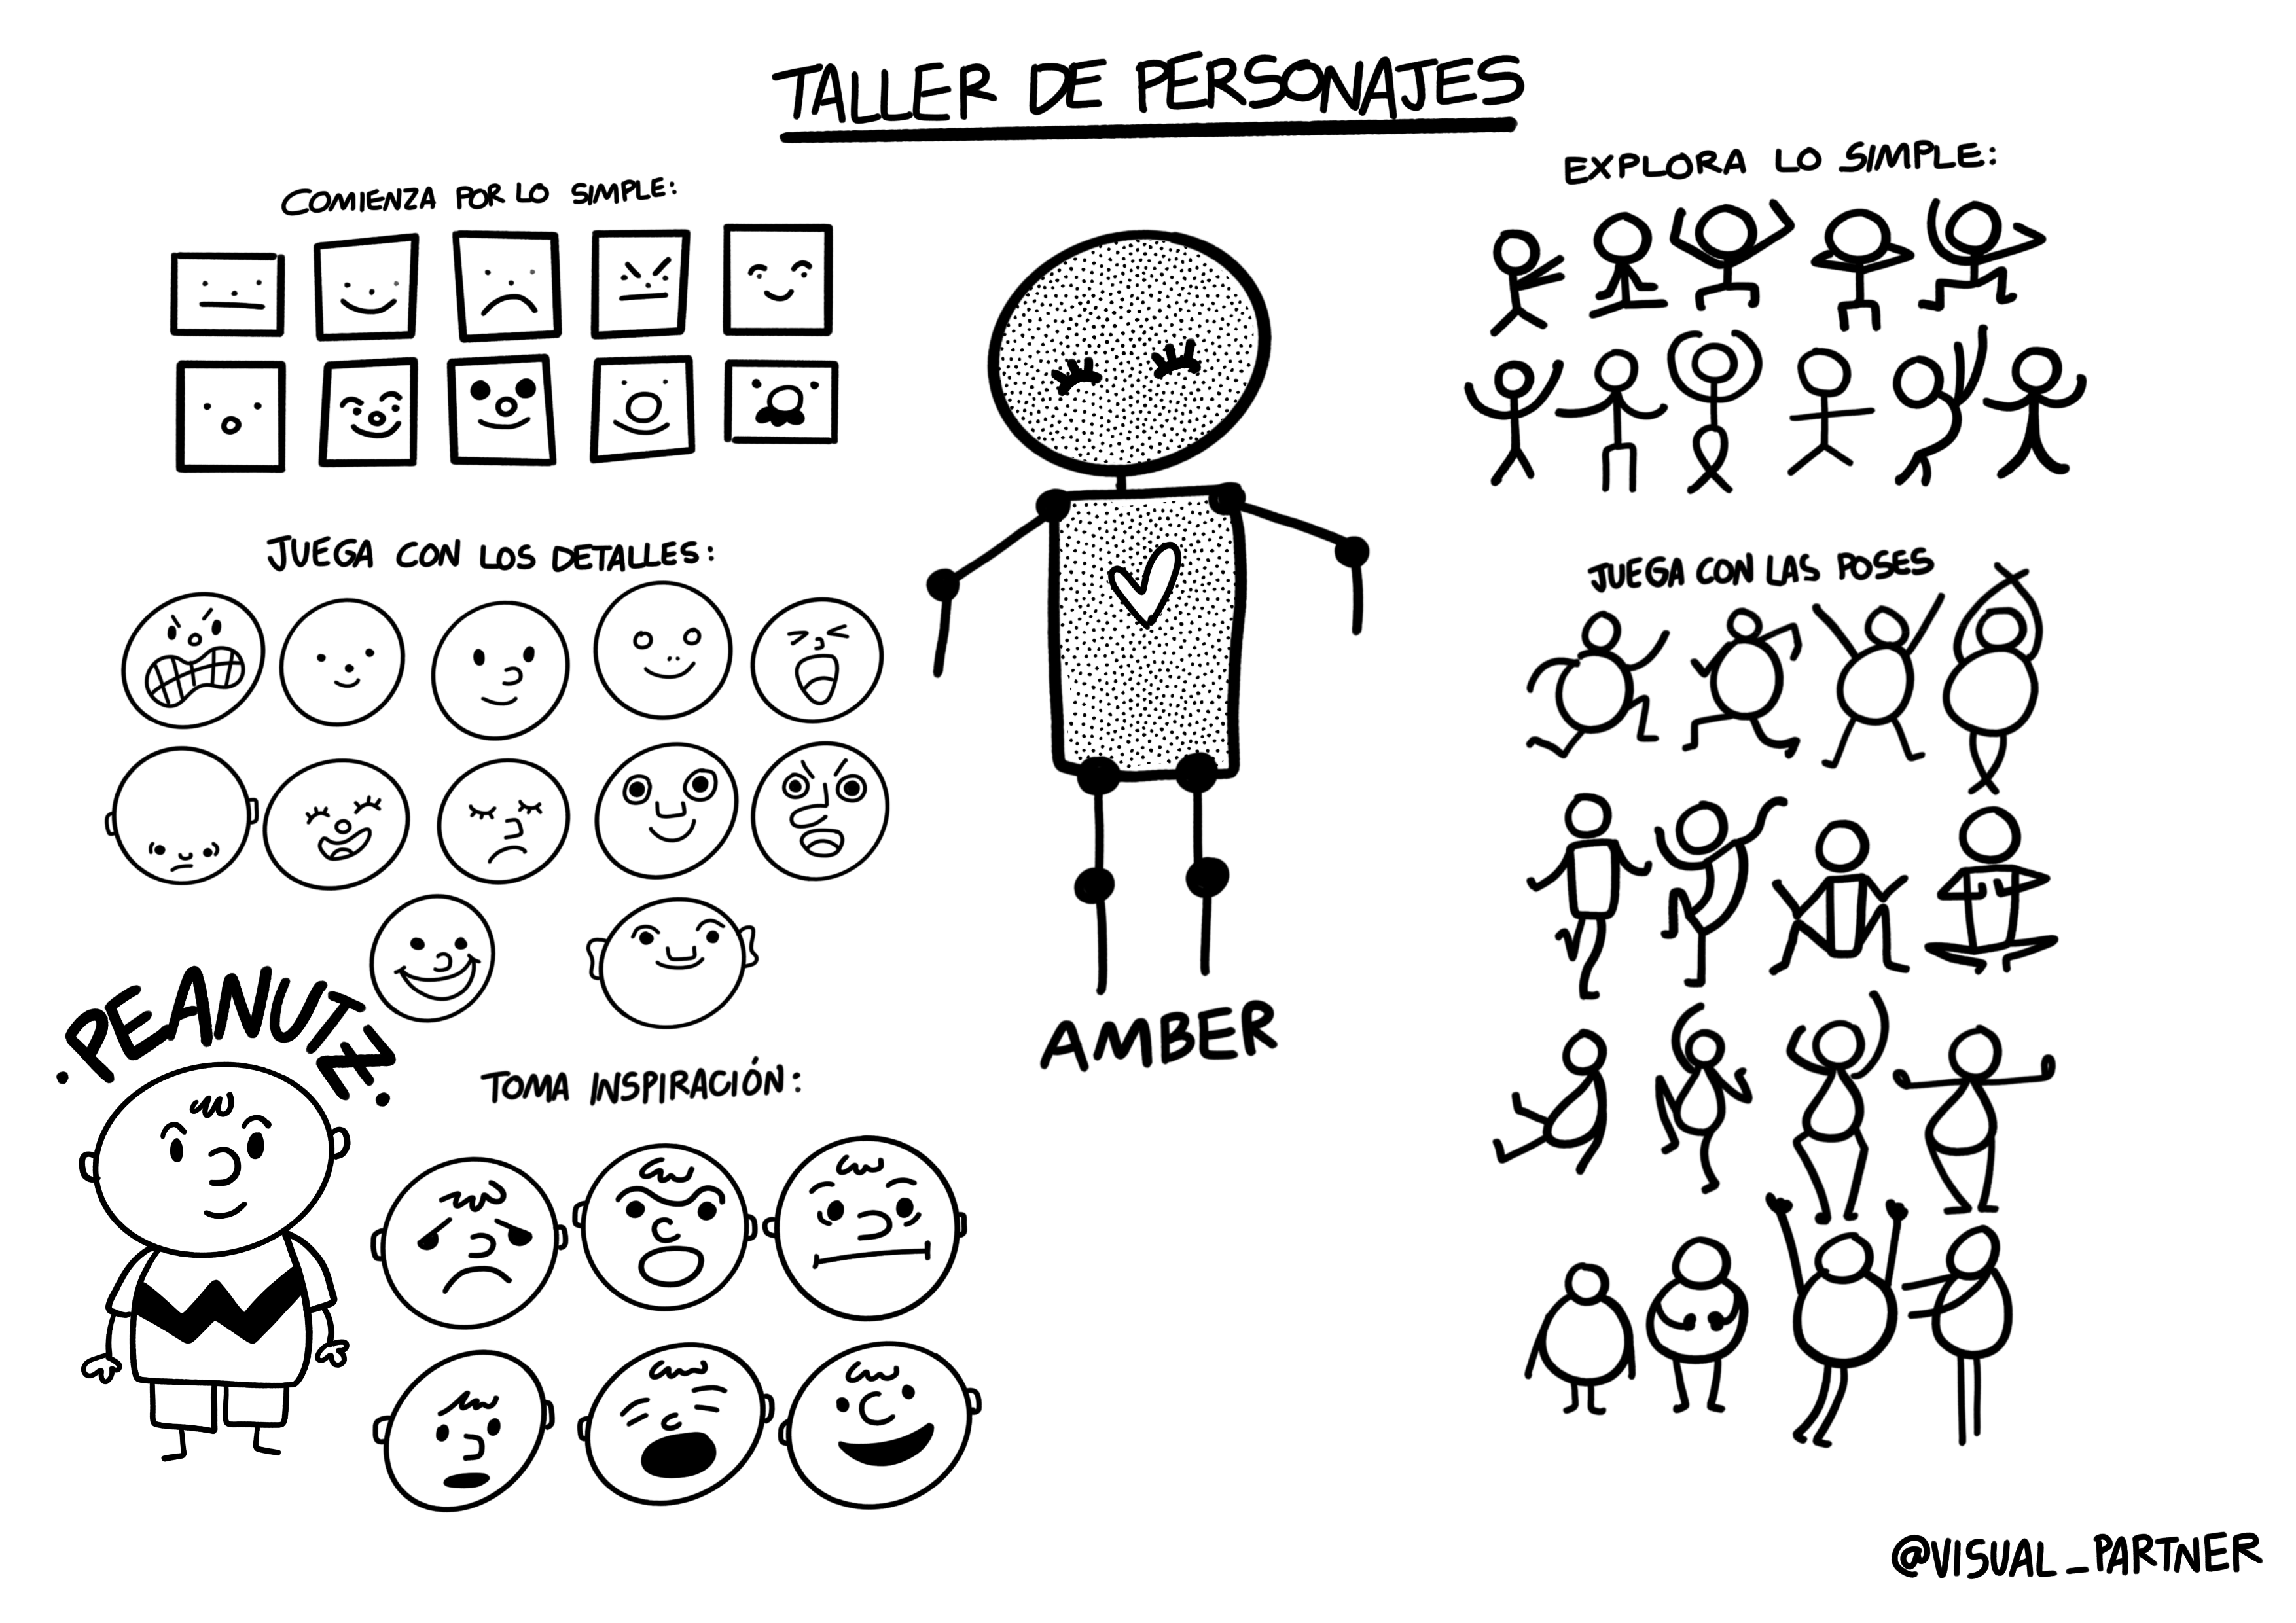 TALLER DE PERSONAJES
COMIENZA POR LO SIMPLE:
JUEGA CON LOS DETALLES:
PEANUTZ
TOMA INSPIRACIÓN:
AMBER
EXPLORA LO SIMPLE:
JUEGA CON LAS POSES
@VISUAL_PARTNER